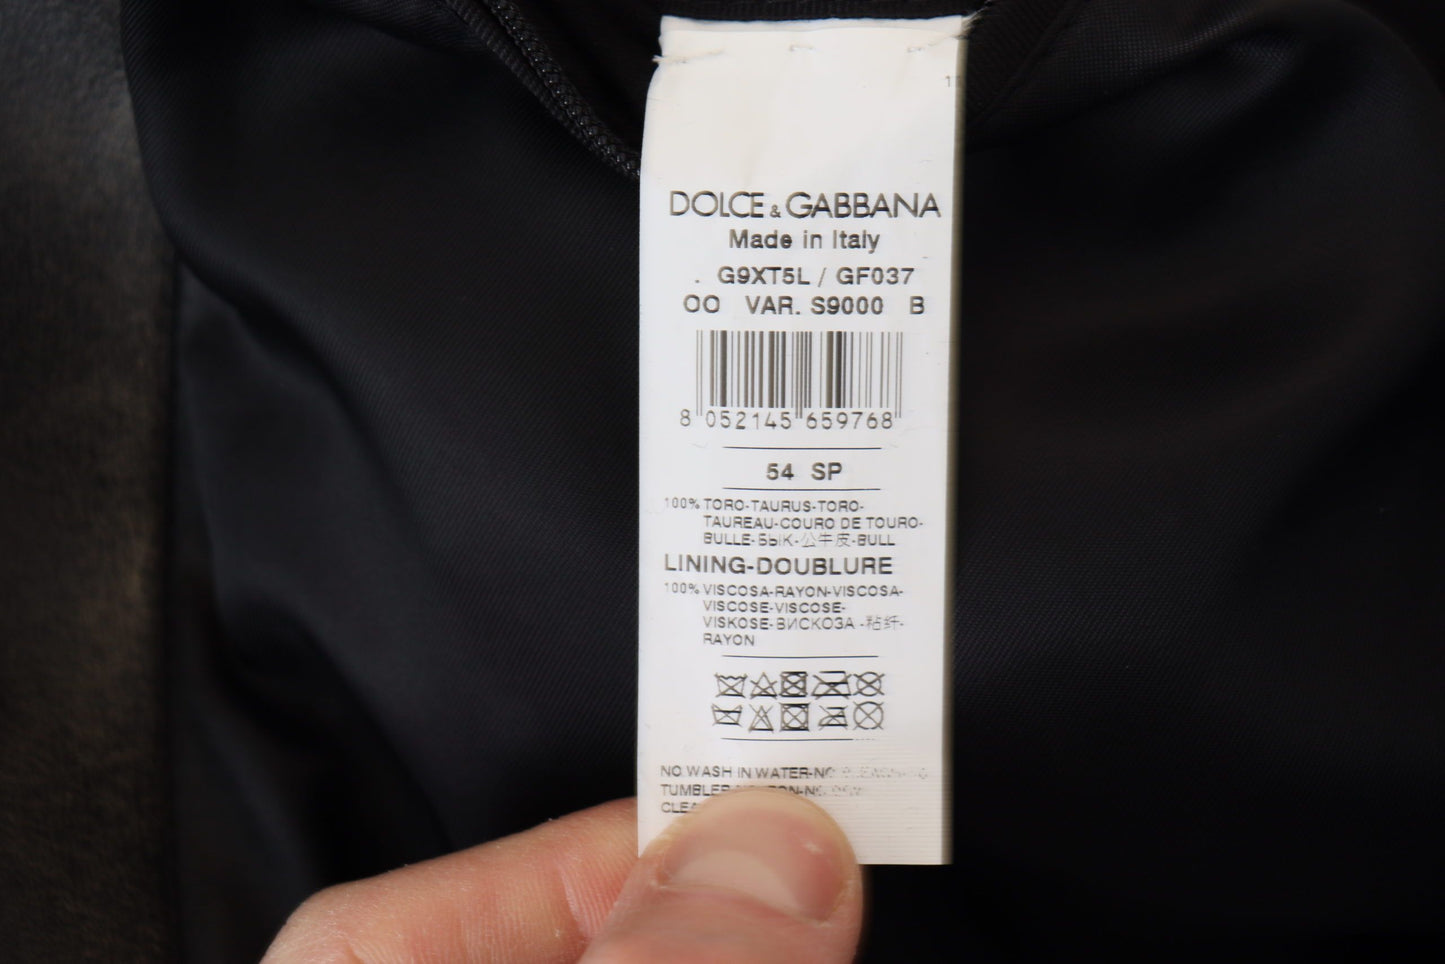 11
DOLCE & GABBANA
Made in Italy
. G9XT5L / GF037
OO VAR. S9000 B
8 052145 659768
54 SP
100% TORO-TAURUS-TORO-
TAUREAU-COURO DE TOURO-
BULLE-БЫК-公牛皮-BULL
LINING-DOUBLURE
100% VISCOSA-RAYON-VISCOSA-
VISCOSE-VISCOSE-
VISKOSE-ВИСКОЗА-粘纤-
RAYON
NO WASH IN WATER-NO
TUMBLER